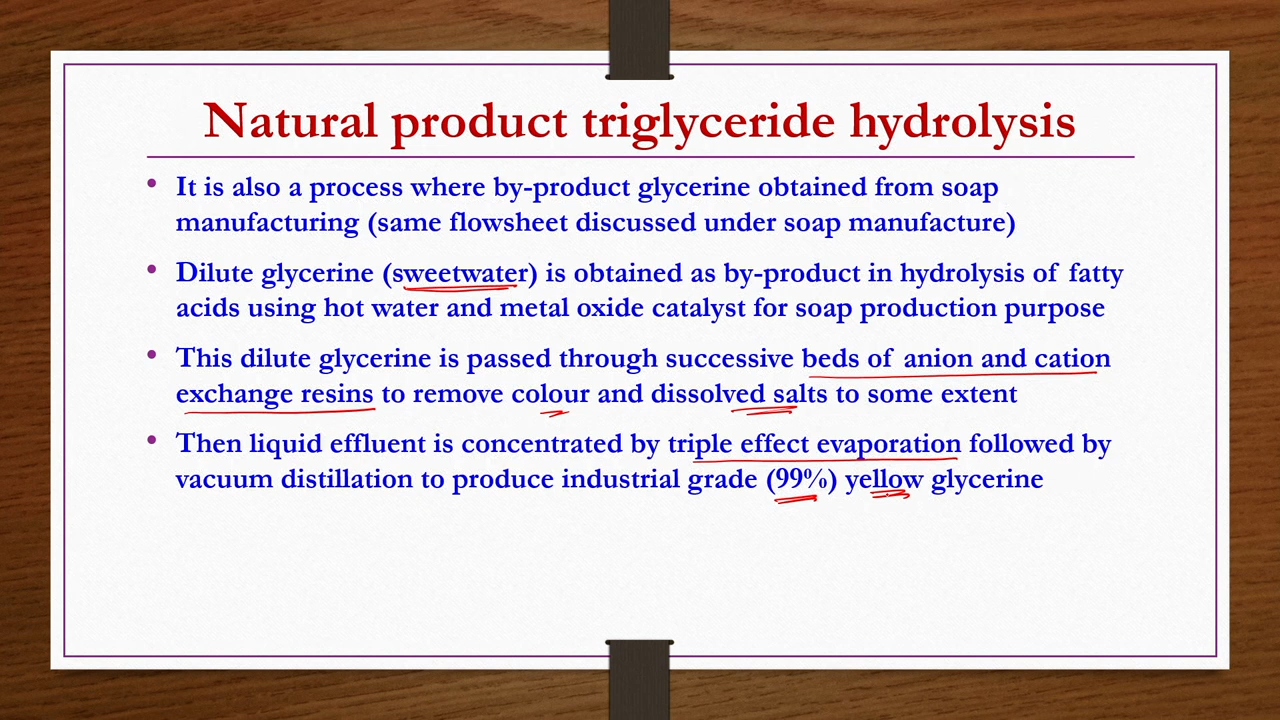 Natural product triglyceride hydrolysis
• It is also a process where by-product glycerine obtained from soap
manufacturing (same flowsheet discussed under soap manufacture)
• Dilute glycerine (sweetwater) is obtained as by-product in hydrolysis of fatty
acids using hot water and metal oxide catalyst for soap production purpose
• This dilute glycerine is passed through successive beds of anion and cation
exchange resins to remove colour and dissolved salts to some extent
• Then liquid effluent is concentrated by triple effect evaporation followed by
vacuum distillation to produce industrial grade (99%) yellow glycerine